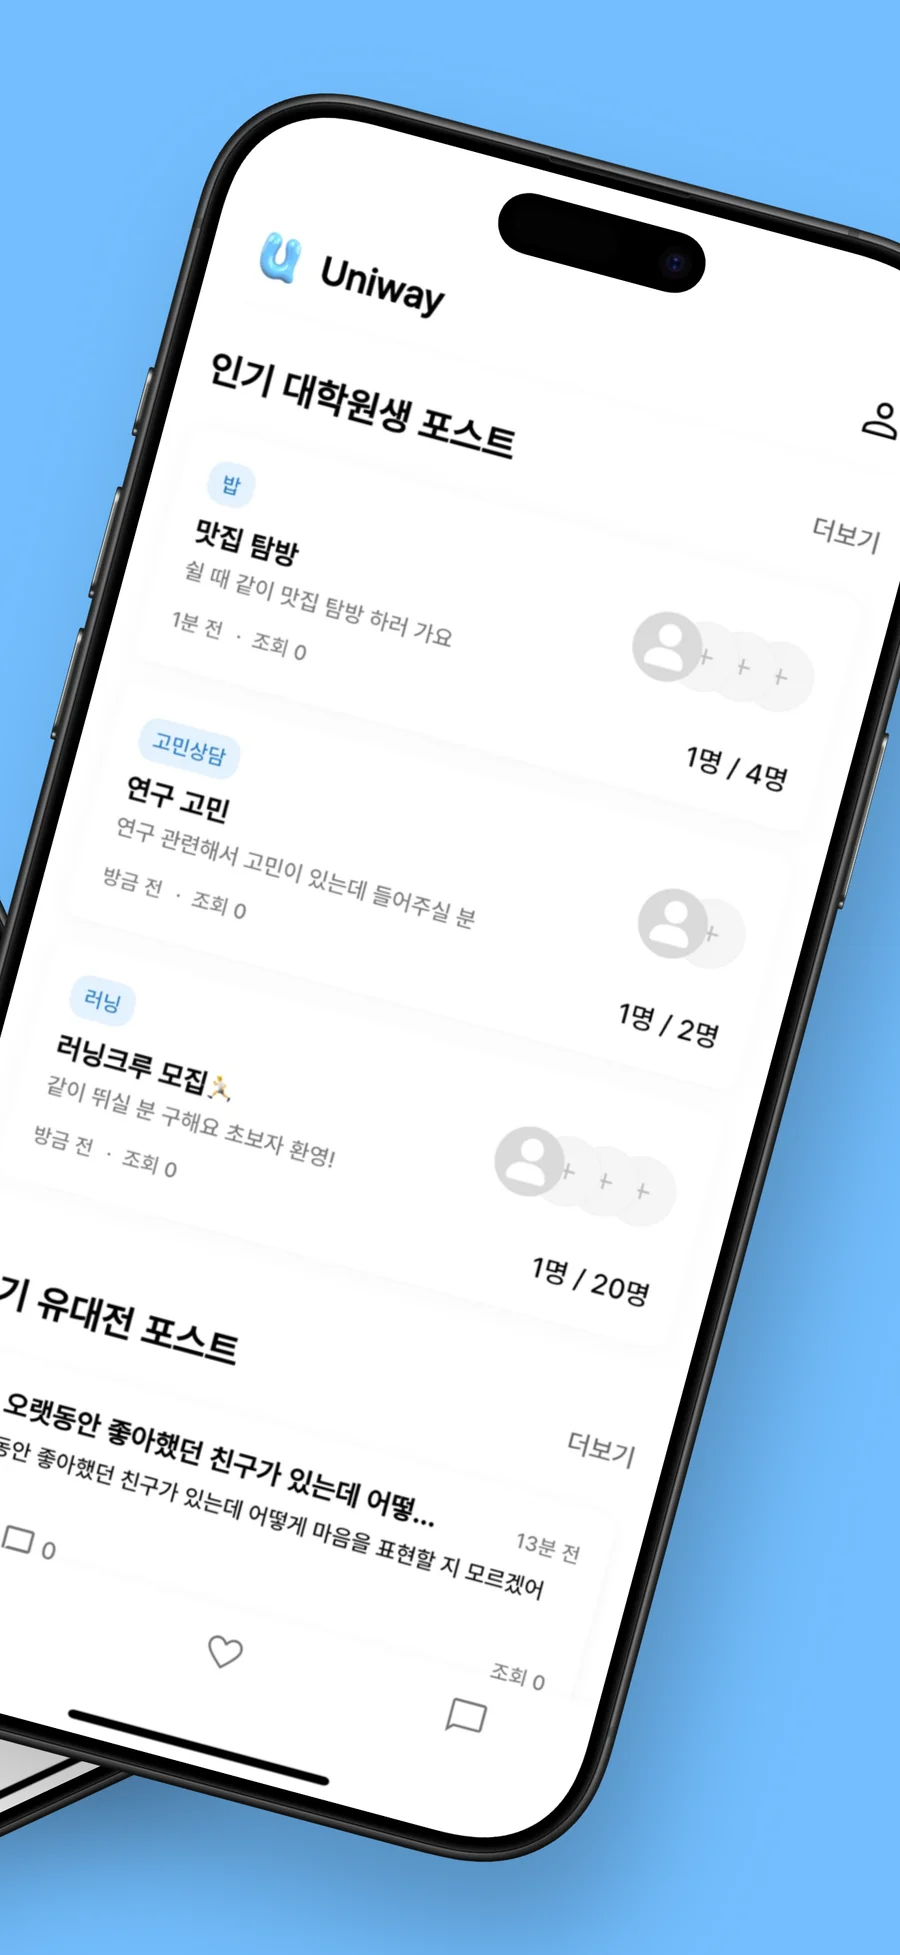 Uniway
인기 대학원생 포스트
더보기
밥
맛집 탐방
쉴 때 같이 맛집 탐방 하러 가요
1분 전 · 조회 0
+ + +
1명 / 4명
고민상담
연구 고민
연구 관련해서 고민이 있는데 들어주실 분
방금 전 · 조회 0
+
1명 / 2명
러닝
러닝크루 모집🏃
같이 뛰실 분 구해요 초보자 환영!
방금 전 · 조회 0
+ + +
1명 / 20명
기 유대전 포스트
더보기
오랫동안 좋아했던 친구가 있는데 어떻...
13분 전
동안 좋아했던 친구가 있는데 어떻게 마음을 표현할 지 모르겠어
0
조회 0